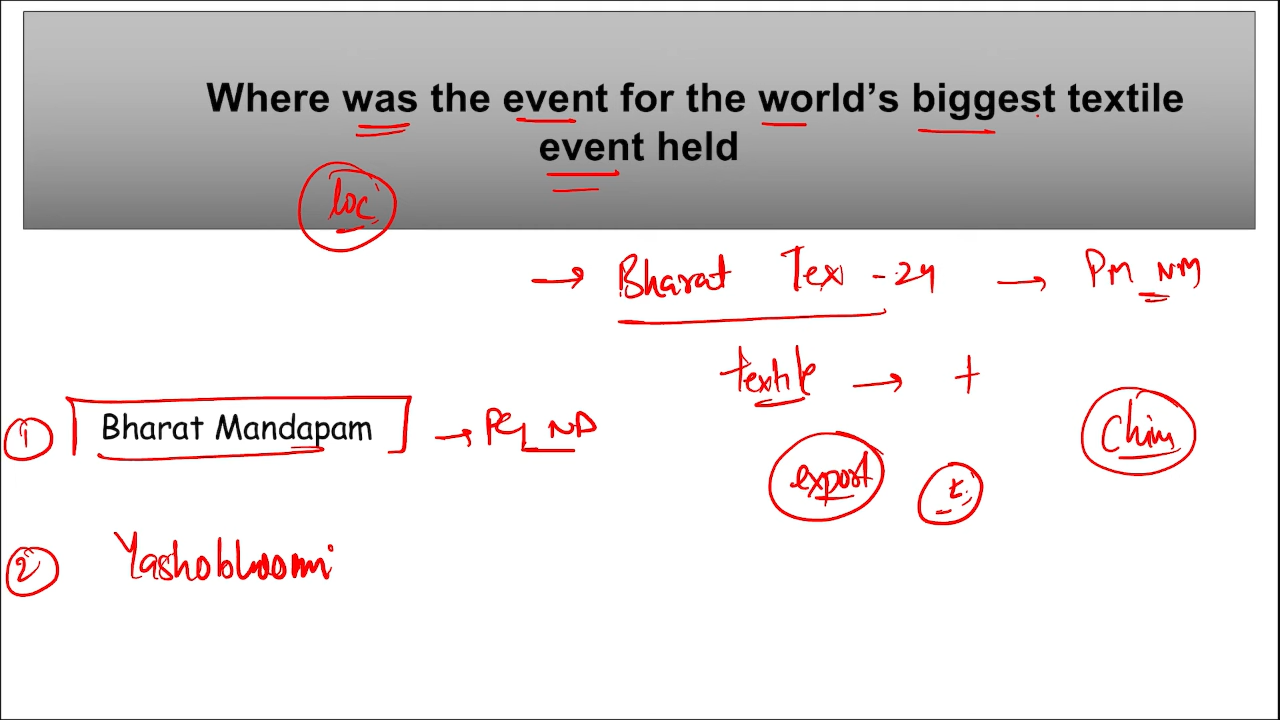 Where was the event for the world’s biggest textile
event held
loc
→ Bharat Tex - 24 → PM NM
textile → +
① Bharat Mandapam → PG ND
export t. China
② Yashobhoomi